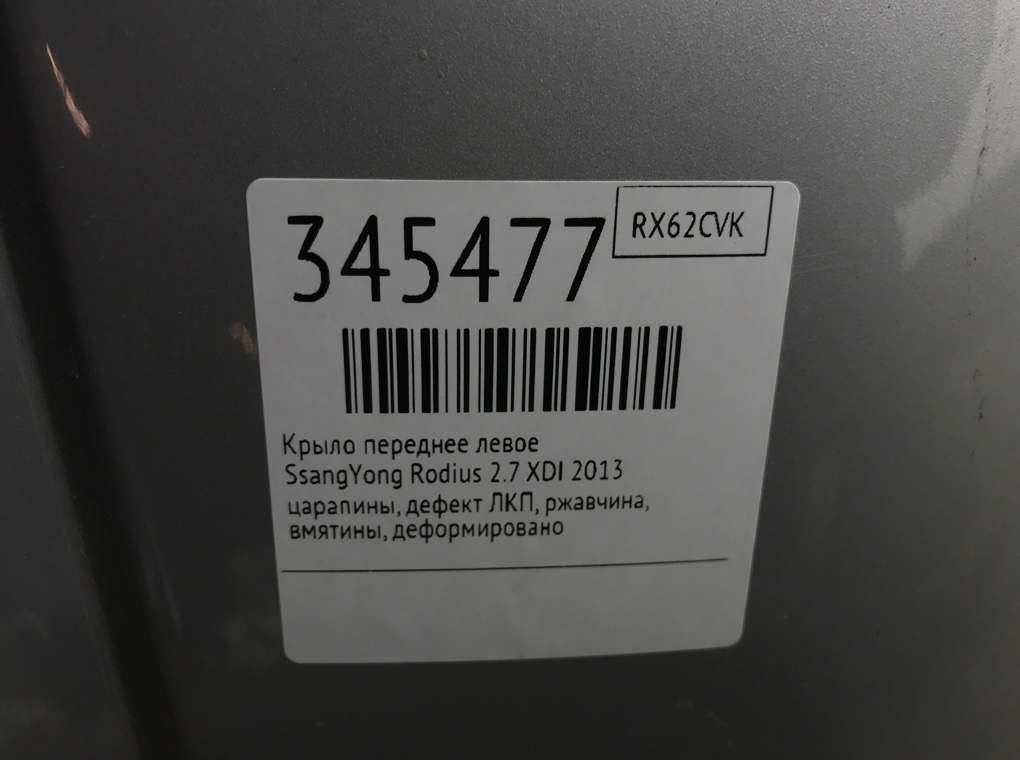 345477
RX62CVK
Крыло переднее левое
SsangYong Rodius 2.7 XDI 2013
царапины, дефект ЛКП, ржавчина,
вмятины, деформировано